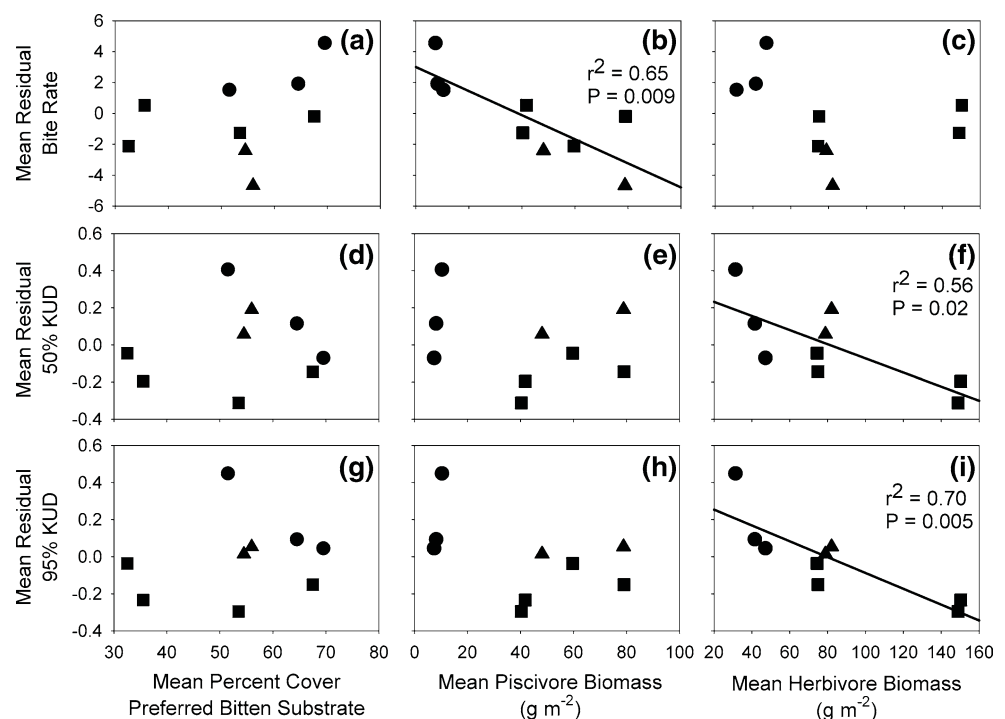 Mean Residual
Bite Rate
6
4
2
0
-2
-4
-6
(a)
(b)
r² = 0.65
P = 0.009
(c)
Mean Residual
50% KUD
0.6
0.4
0.2
0.0
-0.2
-0.4
(d)
(e)
(f)
r² = 0.56
P = 0.02
Mean Residual
95% KUD
0.6
0.4
0.2
0.0
-0.2
-0.4
(g)
(h)
(i)
r² = 0.70
P = 0.005
30 40 50 60 70 80
0 20 40 60 80 100
20 40 60 80 100 120 140 160
Mean Percent Cover
Preferred Bitten Substrate
Mean Piscivore Biomass
(g m⁻²)
Mean Herbivore Biomass
(g m⁻²)